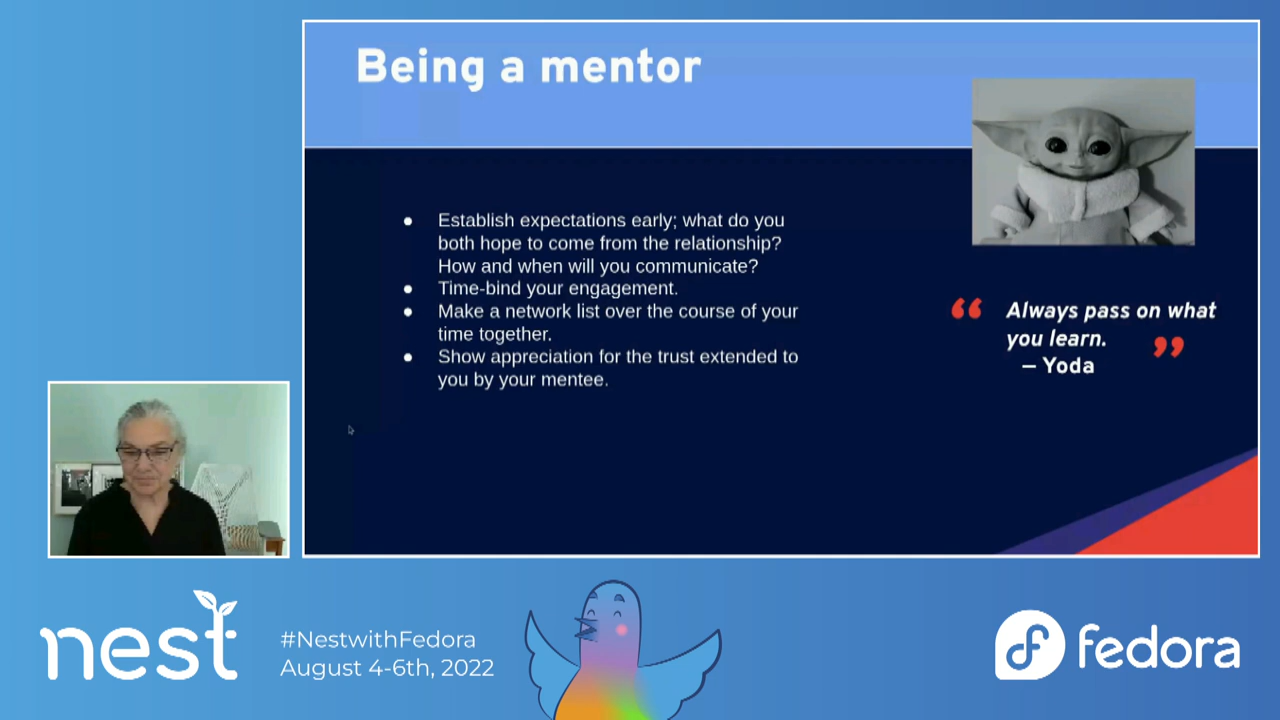 Being a mentor
● Establish expectations early; what do you
both hope to come from the relationship?
How and when will you communicate?
● Time-bind your engagement.
● Make a network list over the course of your
time together.
● Show appreciation for the trust extended to
you by your mentee.
“ Always pass on what
you learn. ”
– Yoda
nest
#NestwithFedora
August 4-6th, 2022
fedora